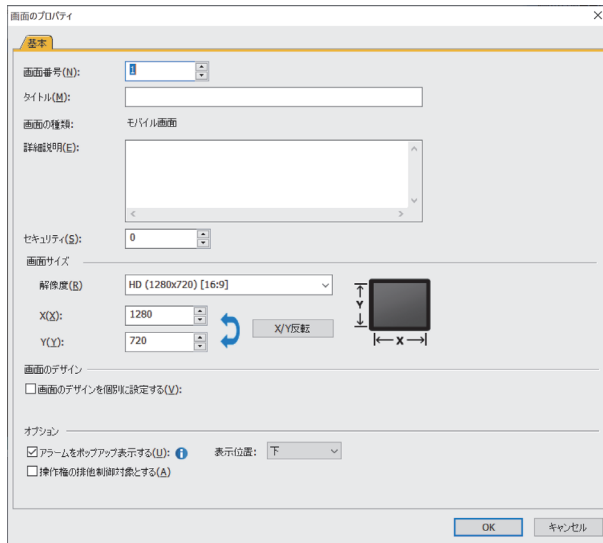 画面のプロパティ
基本
画面番号(N): 1
タイトル(M):
画面の種類: モバイル画面
詳細説明(E):
セキュリティ(S): 0
画面サイズ
解像度(R) HD (1280x720) [16:9]
X(X): 1280
Y(Y): 720
X/Y反転
Y
X
画面のデザイン
画面のデザインを個別に設定する(V):
オプション
アラームをポップアップ表示する(U): 表示位置: 下
操作権の排他制御対象とする(A)
OK キャンセル